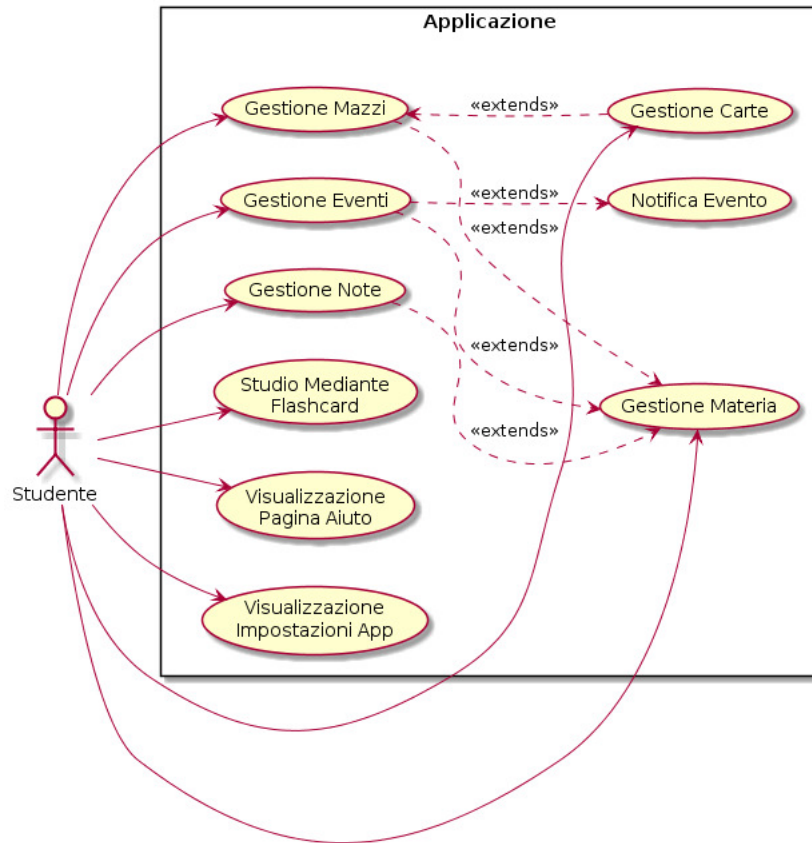 Applicazione
Gestione Mazzi
«extends»
Gestione Carte
Gestione Eventi
«extends»
Notifica Evento
«extends»
Gestione Note
«extends»
Studio Mediante
Flashcard
Gestione Materia
«extends»
Studente
Visualizzazione
Pagina Aiuto
Visualizzazione
Impostazioni App